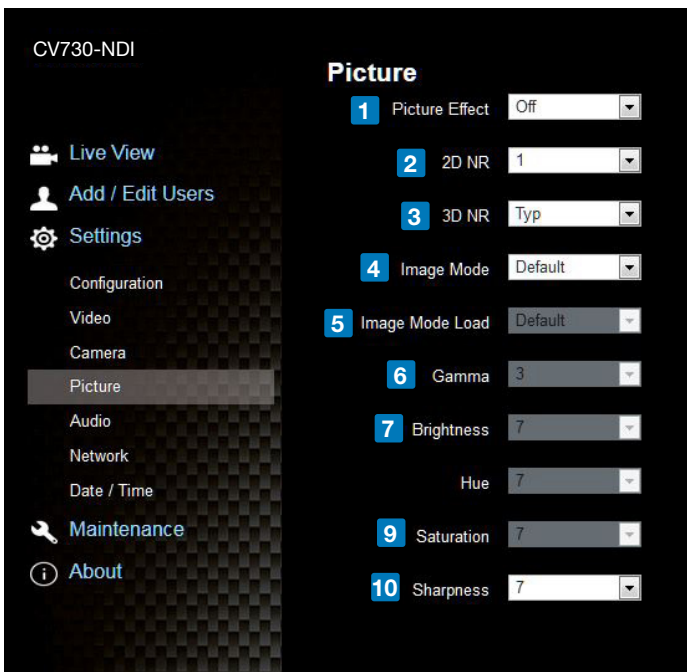 CV730-NDI
Live View
Add / Edit Users
Settings
Configuration
Video
Camera
Picture
Audio
Network
Date / Time
Maintenance
About
Picture
1 Picture Effect Off
2 2D NR 1
3 3D NR Typ
4 Image Mode Default
5 Image Mode Load Default
6 Gamma 3
7 Brightness 7
Hue 7
9 Saturation 7
10 Sharpness 7